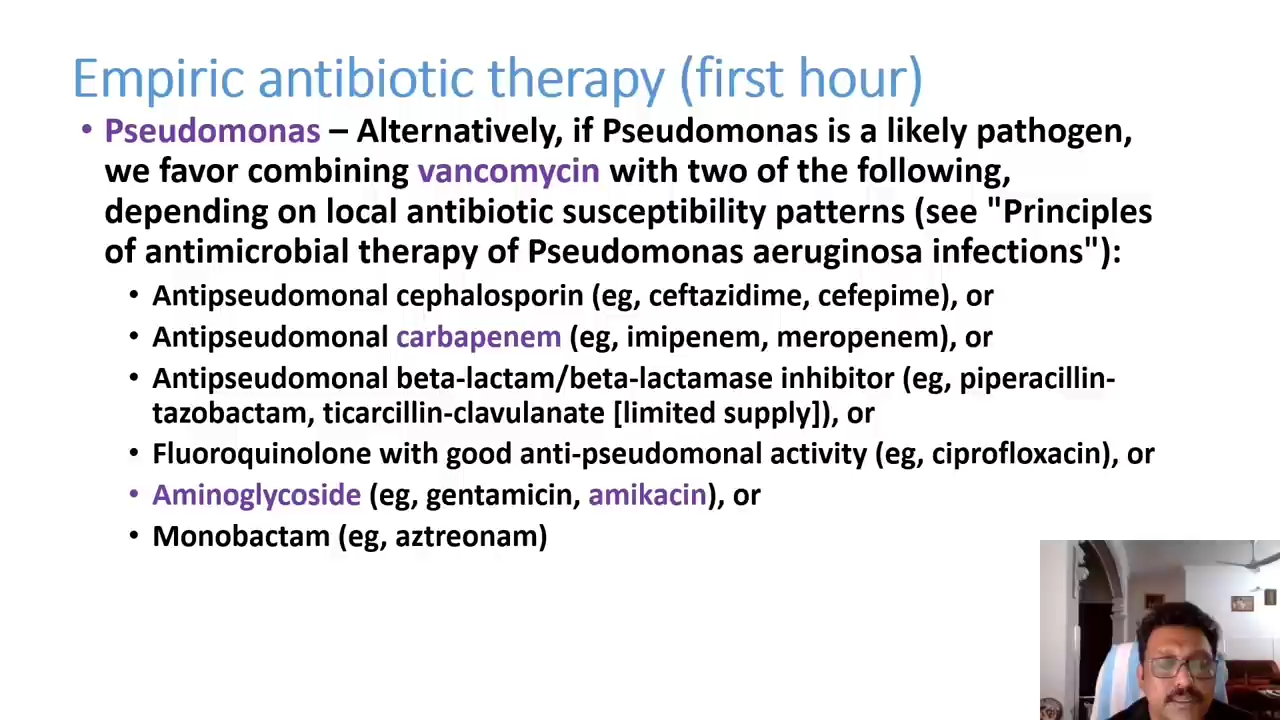 Empiric antibiotic therapy (first hour)
• Pseudomonas – Alternatively, if Pseudomonas is a likely pathogen,
we favor combining vancomycin with two of the following,
depending on local antibiotic susceptibility patterns (see "Principles
of antimicrobial therapy of Pseudomonas aeruginosa infections"):
• Antipseudomonal cephalosporin (eg, ceftazidime, cefepime), or
• Antipseudomonal carbapenem (eg, imipenem, meropenem), or
• Antipseudomonal beta-lactam/beta-lactamase inhibitor (eg, piperacillin-
tazobactam, ticarcillin-clavulanate [limited supply]), or
• Fluoroquinolone with good anti-pseudomonal activity (eg, ciprofloxacin), or
• Aminoglycoside (eg, gentamicin, amikacin), or
• Monobactam (eg, aztreonam)